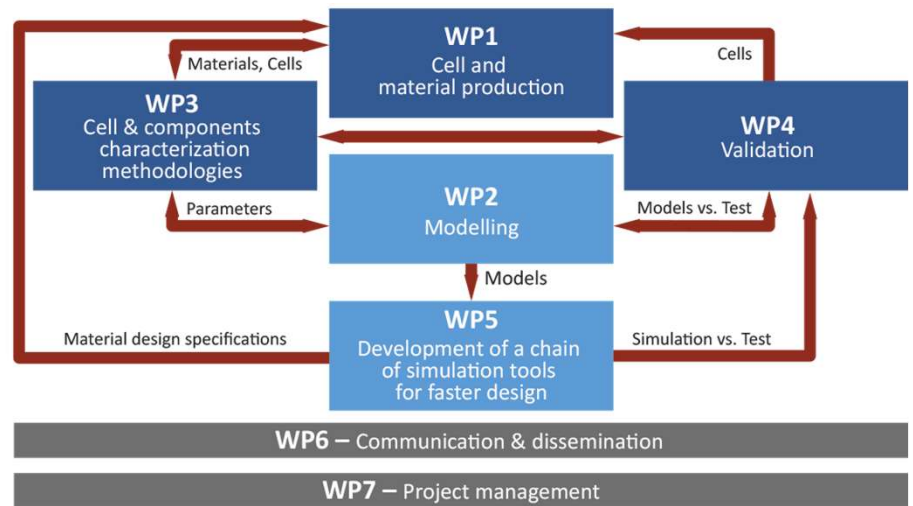 WP1
Cell and
material production
Materials, Cells
Cells
WP3
Cell & components
characterization
methodologies
WP4
Validation
WP2
Modelling
Parameters
Models vs. Test
Models
WP5
Development of a chain
of simulation tools
for faster design
Material design specifications
Simulation vs. Test
WP6 – Communication & dissemination
WP7 – Project management